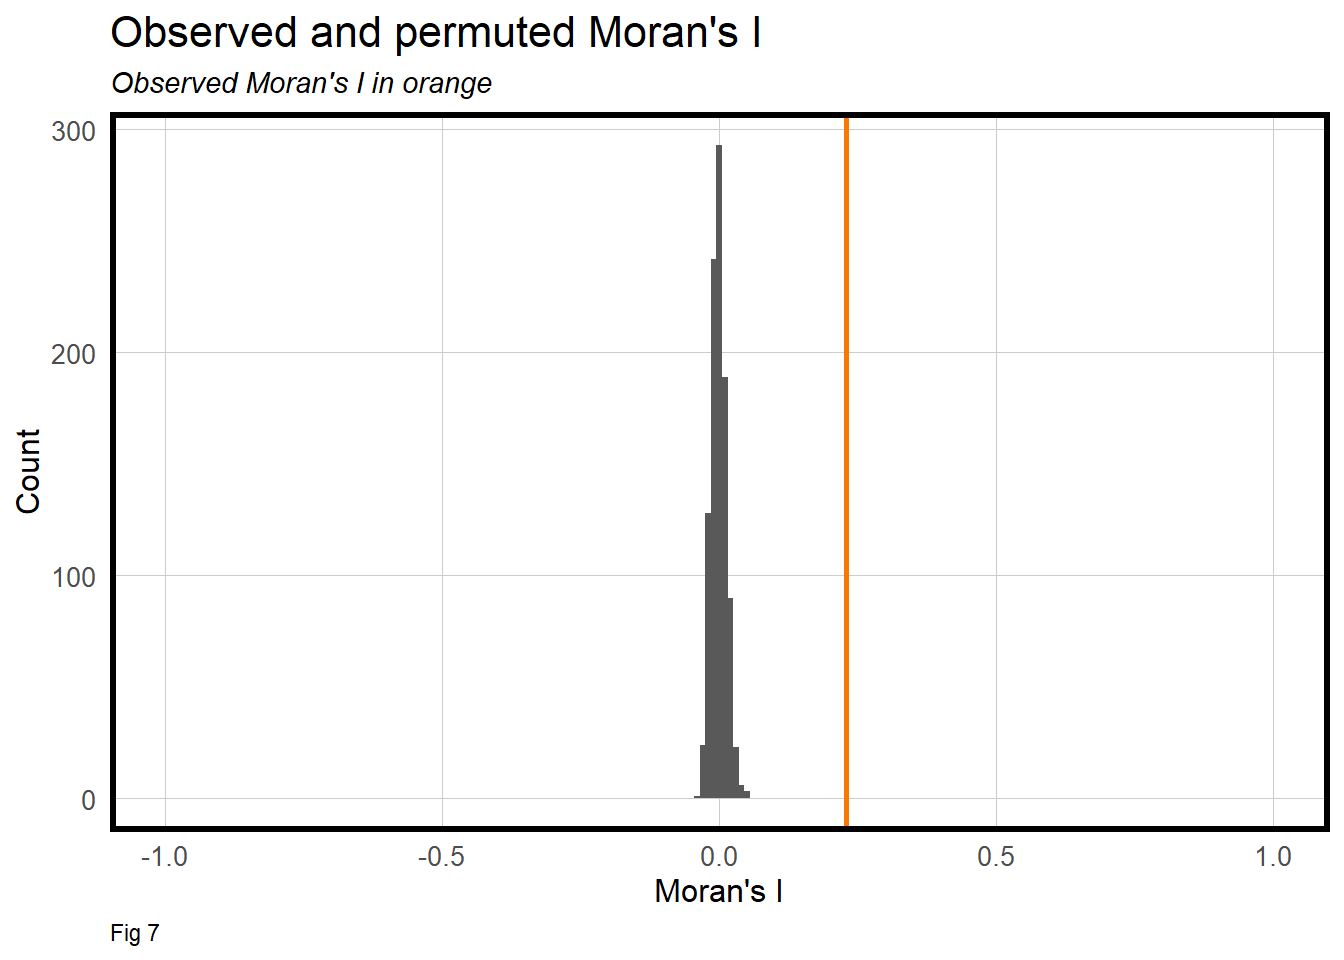 Observed and permuted Moran's I
Observed Moran's I in orange
300
200
100
0
Count
-1.0 -0.5 0.0 0.5 1.0
Moran's I
Fig 7